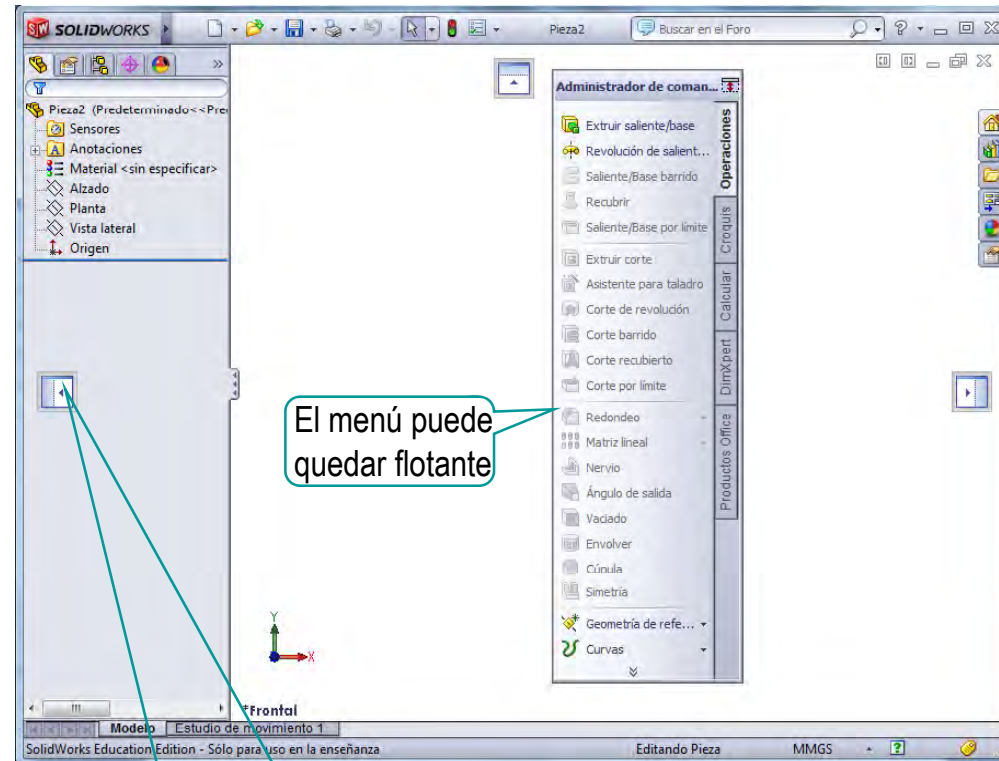 SOLIDWORKS
Pieza2
Buscar en el Foro
Pieza2 (Predeterminado<<Pre
Sensores
Anotaciones
Material <sin especificar>
Alzado
Planta
Vista lateral
Origen
Administrador de coman...
Extruir saliente/base
Revolución de salient...
Saliente/Base barrido
Recubrir
Saliente/Base por límite
Extruir corte
Asistente para taladro
Corte de revolución
Corte barrido
Corte recubierto
Corte por límite
Redondeo
Matriz lineal
Nervio
Ángulo de salida
Vaciado
Envolver
Cúpula
Simetría
Geometría de refe...
Curvas
Operaciones
Croquis
Calcular
DimXpert
Productos Office
El menú puede
quedar flotante
Y
X
*Frontal
Modelo
Estudio de movimiento 1
SolidWorks Education Edition - Sólo para uso en la enseñanza
Editando Pieza
MMGS